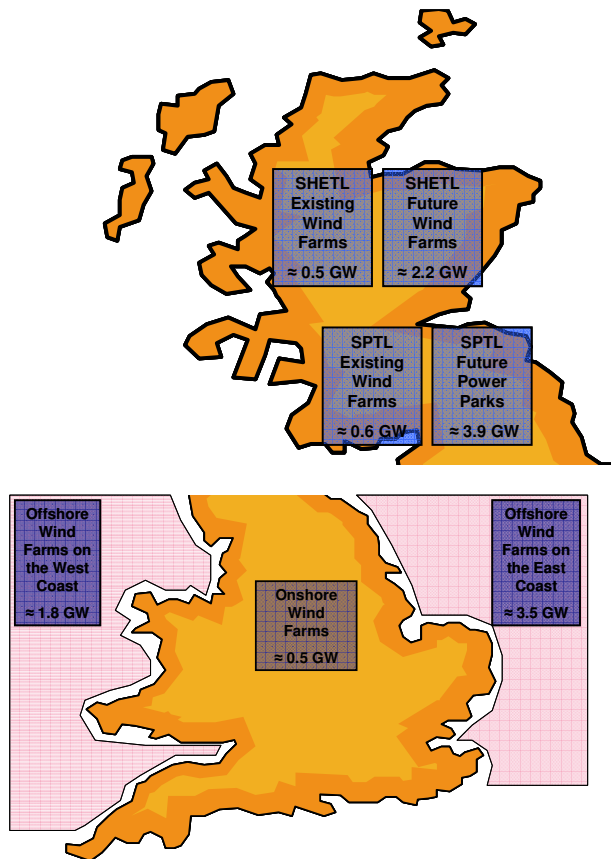 SHETL
Existing
Wind
Farms
≈ 0.5 GW
SHETL
Future
Wind
Farms
≈ 2.2 GW
SPTL
Existing
Wind
Farms
≈ 0.6 GW
SPTL
Future
Power
Parks
≈ 3.9 GW
Offshore
Wind
Farms on
the West
Coast
≈ 1.8 GW
Onshore
Wind
Farms
≈ 0.5 GW
Offshore
Wind
Farms on
the East
Coast
≈ 3.5 GW